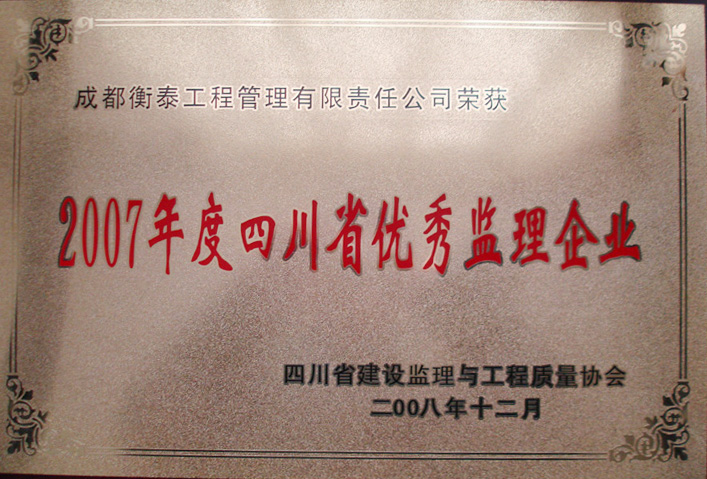 成都衡泰工程管理有限责任公司荣获
2007年度四川省优秀监理企业
四川省建设监理与工程质量协会
二00八年十二月